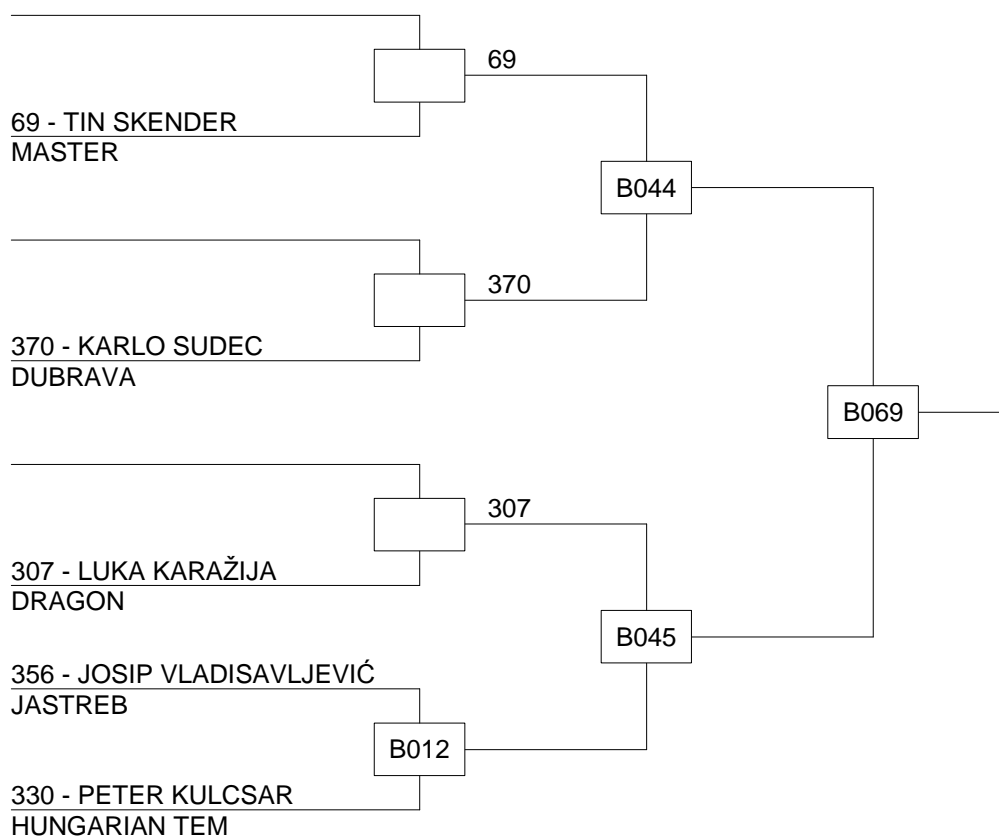 69
69 - TIN SKENDER
MASTER
B044
370
370 - KARLO SUDEC
DUBRAVA
B069
307
307 - LUKA KARAŽIJA
DRAGON
B045
356 - JOSIP VLADISAVLJEVIĆ
JASTREB
B012
330 - PETER KULCSAR
HUNGARIAN TEM